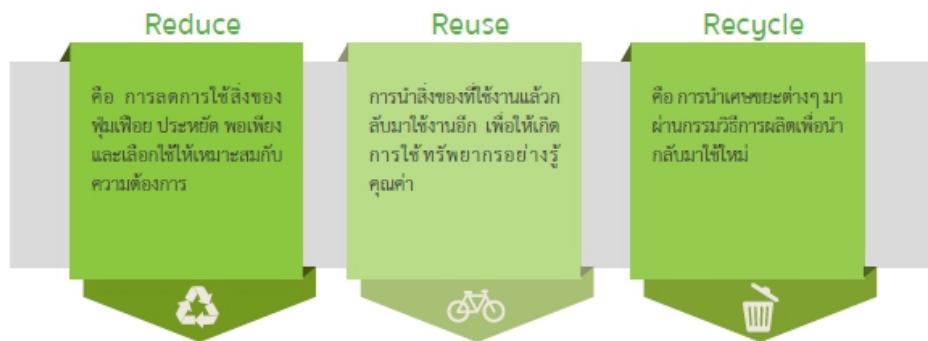 Reduce
คือ การลดการใช้สิ่งของ
ฟุ่มเฟือย ประหยัด พอเพียง
และเลือกใช้ให้เหมาะสมกับ
ความต้องการ
Reuse
การนำสิ่งของที่ใช้งานแล้วก
ลับมาใช้งานอีก เพื่อให้เกิด
การใช้ทรัพยากรอย่างรู้
คุณค่า
Recycle
คือ การนำเศษขยะต่างๆ มา
ผ่านกรรมวิธีการผลิตเพื่อนำ
กลับมาใช้ใหม่